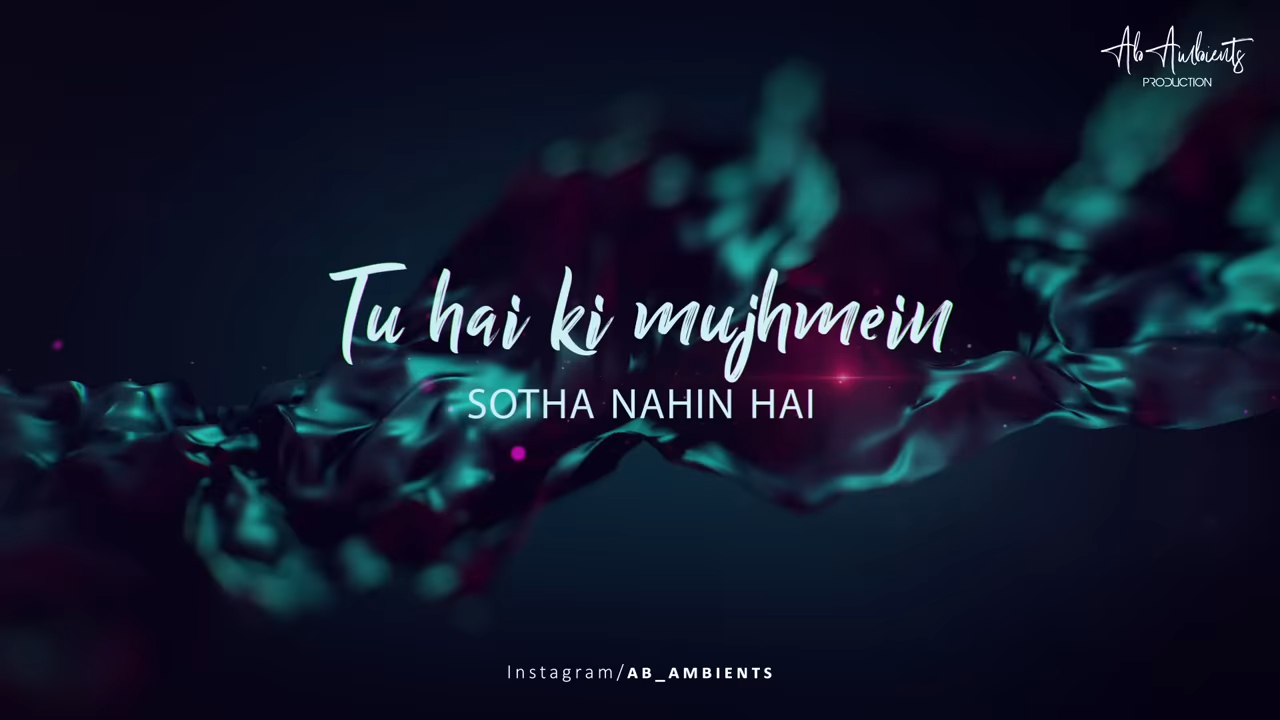 Ab Ambients
PRODUCTION
Tu hai ki mujhmein
SOTHA NAHIN HAI
Instagram/AB_AMBIENTS